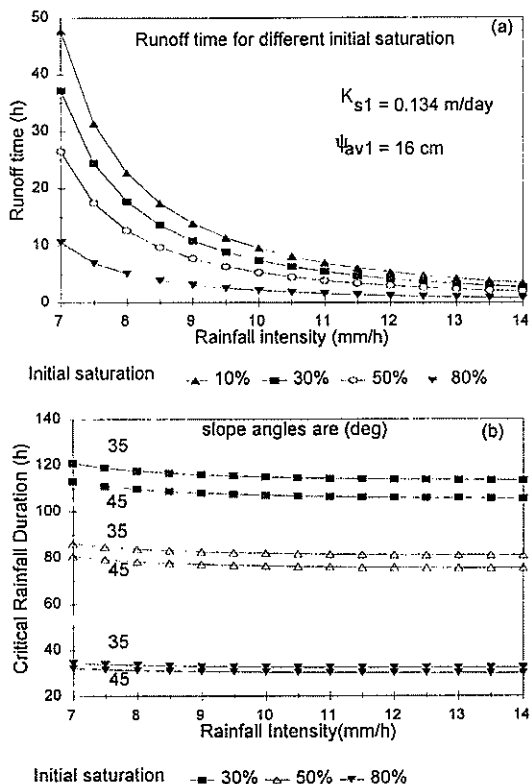 (a)
Runoff time for different initial saturation
Ks1 = 0.134 m/day
Ψav1 = 16 cm
Runoff time (h)
50
40
30
20
10
0
7 8 9 10 11 12 13 14
Rainfall intensity (mm/h)
Initial saturation 10% 30% 50% 80%
(b)
slope angles are (deg)
Critical Rainfall Duration (h)
140
120
100
80
60
40
20
35
45
35
45
35
45
7 8 9 10 11 12 13 14
Rainfall Intensity(mm/h)
Initial saturation 30% 50% 80%